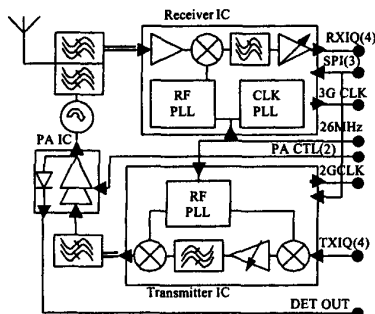 Receiver IC
RXIQ(4)
SPI(3)
RF
PLL
CLK
PLL
3G CLK
26MHz
PA IC
PA CTL(2)
2GCLK
RF
PLL
TXIQ(4)
Transmitter IC
DET OUT